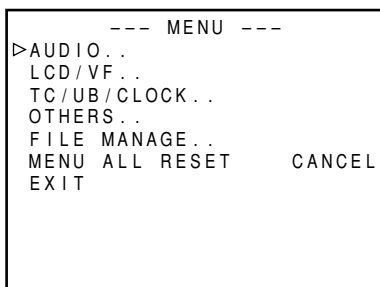 --- MENU ---
▷AUDIO..
LCD/VF..
TC/UB/CLOCK..
OTHERS..
FILE MANAGE..
MENU ALL RESET CANCEL
EXIT